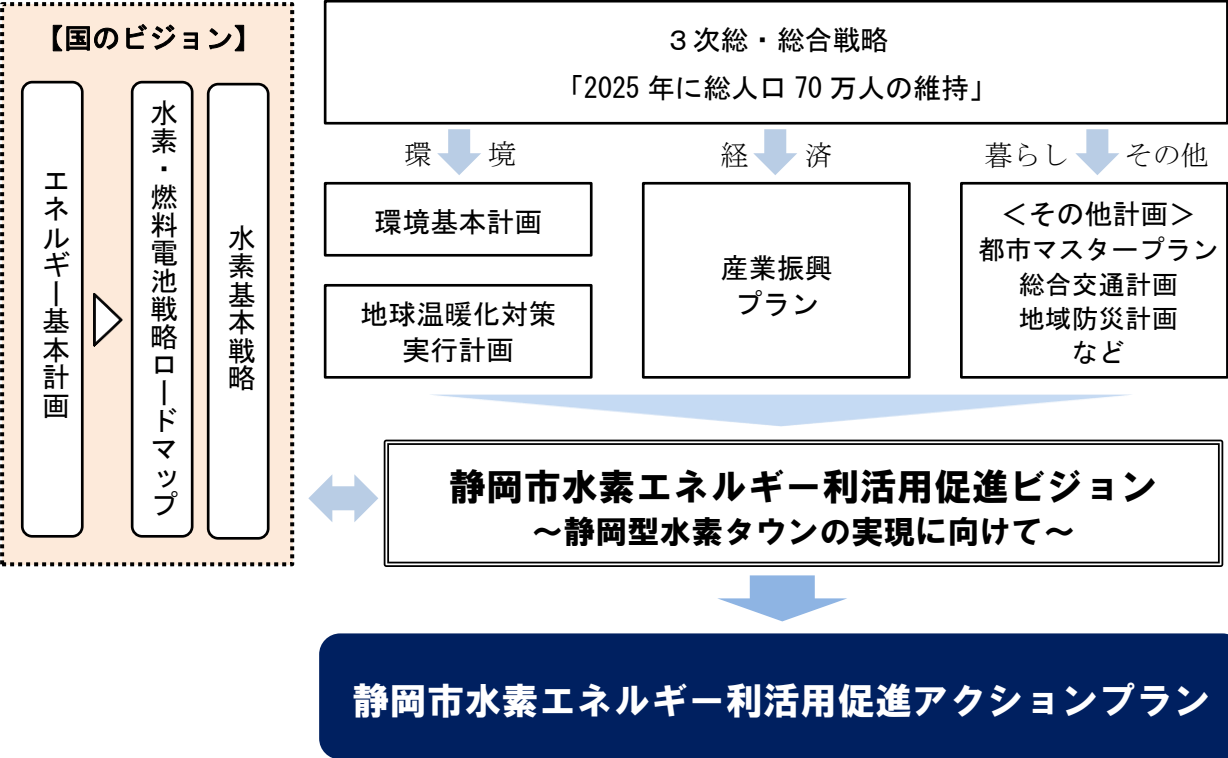 【国のビジョン】
エネルギー基本計画
水素・燃料電池戦略ロードマップ
水素基本戦略
３次総・総合戦略
「2025 年に総人口 70 万人の維持」
環 境
経 済
暮らし その他
環境基本計画
地球温暖化対策
実行計画
産業振興
プラン
＜その他計画＞
都市マスタープラン
総合交通計画
地域防災計画
など
静岡市水素エネルギー利活用促進ビジョン
～静岡型水素タウンの実現に向けて～
静岡市水素エネルギー利活用促進アクションプラン